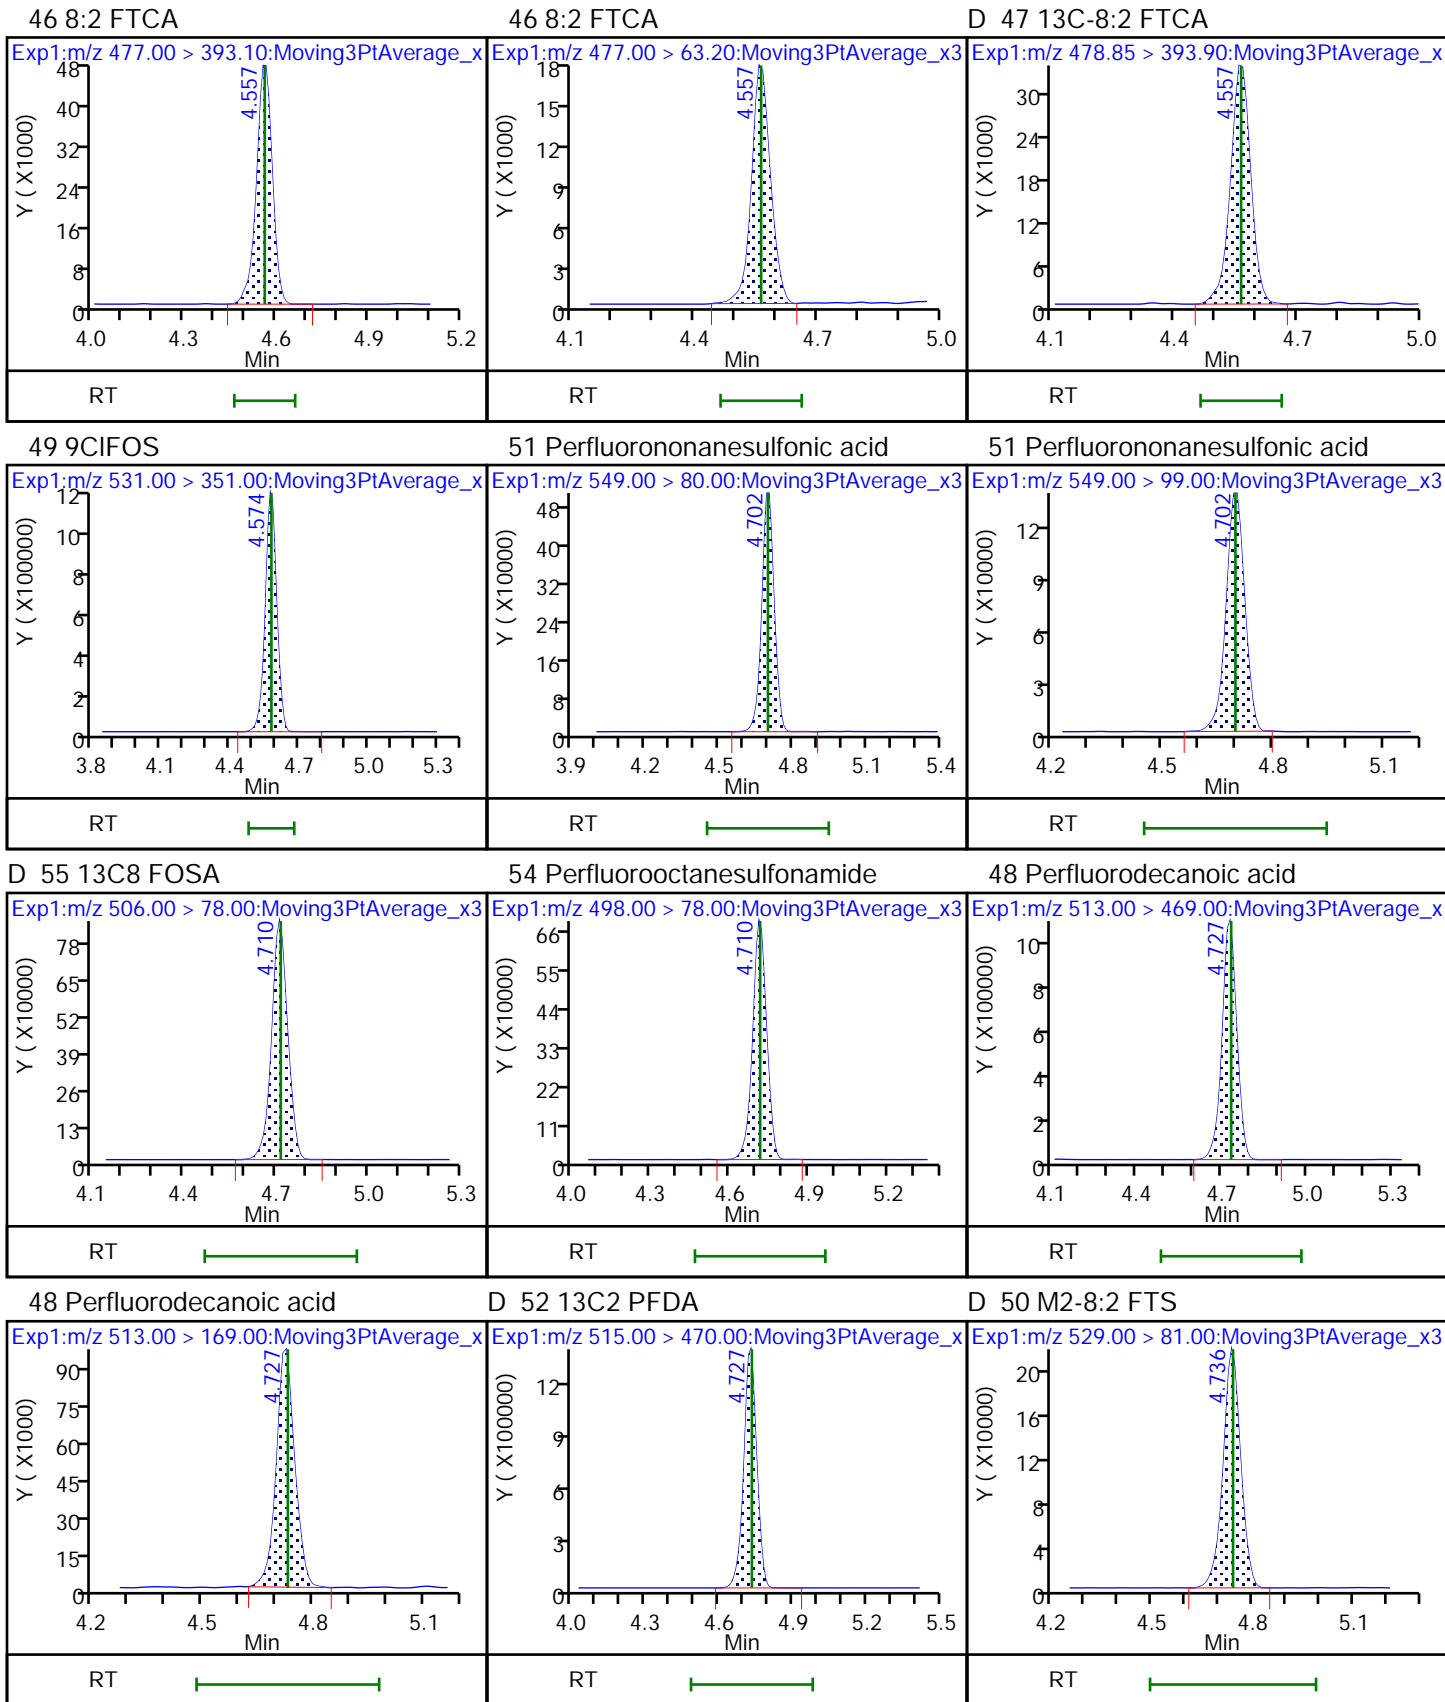 46 8:2 FTCA
Exp1:m/z 477.00 > 393.10:Moving3PtAverage_x
Y ( X1000)
48
40
32
24
16
8
0
4.557
4.0 4.3 4.6 4.9 5.2
Min
RT
46 8:2 FTCA
Exp1:m/z 477.00 > 63.20:Moving3PtAverage_x3
Y ( X1000)
18
15
12
9
6
3
0
4.557
4.1 4.4 4.7 5.0
Min
RT
D 47 13C-8:2 FTCA
Exp1:m/z 478.85 > 393.90:Moving3PtAverage_x
Y ( X1000)
30
24
18
12
6
0
4.557
4.1 4.4 4.7 5.0
Min
RT
49 9ClFOS
Exp1:m/z 531.00 > 351.00:Moving3PtAverage_x
Y ( X100000)
12
10
8
6
4
2
0
4.574
3.8 4.1 4.4 4.7 5.0 5.3
Min
RT
51 Perfluorononanesulfonic acid
Exp1:m/z 549.00 > 80.00:Moving3PtAverage_x3
Y ( X10000)
48
40
32
24
16
8
0
4.702
3.9 4.2 4.5 4.8 5.1 5.4
Min
RT
51 Perfluorononanesulfonic acid
Exp1:m/z 549.00 > 99.00:Moving3PtAverage_x3
Y ( X10000)
12
9
6
3
0
4.702
4.2 4.5 4.8 5.1
Min
RT
D 55 13C8 FOSA
Exp1:m/z 506.00 > 78.00:Moving3PtAverage_x3
Y ( X10000)
78
65
52
39
26
13
0
4.710
4.1 4.4 4.7 5.0 5.3
Min
RT
54 Perfluorooctanesulfonamide
Exp1:m/z 498.00 > 78.00:Moving3PtAverage_x3
Y ( X10000)
66
55
44
33
22
11
0
4.710
4.0 4.3 4.6 4.9 5.2
Min
RT
48 Perfluorodecanoic acid
Exp1:m/z 513.00 > 469.00:Moving3PtAverage_x
Y ( X100000)
10
8
6
4
2
0
4.727
4.1 4.4 4.7 5.0 5.3
Min
RT
48 Perfluorodecanoic acid
Exp1:m/z 513.00 > 169.00:Moving3PtAverage_x
Y ( X1000)
90
75
60
45
30
15
0
4.727
4.2 4.5 4.8 5.1
Min
RT
D 52 13C2 PFDA
Exp1:m/z 515.00 > 470.00:Moving3PtAverage_x
Y ( X100000)
12
9
6
3
0
4.727
4.0 4.3 4.6 4.9 5.2 5.5
Min
RT
D 50 M2-8:2 FTS
Exp1:m/z 529.00 > 81.00:Moving3PtAverage_x3
Y ( X10000)
20
16
12
8
4
0
4.736
4.2 4.5 4.8 5.1
Min
RT